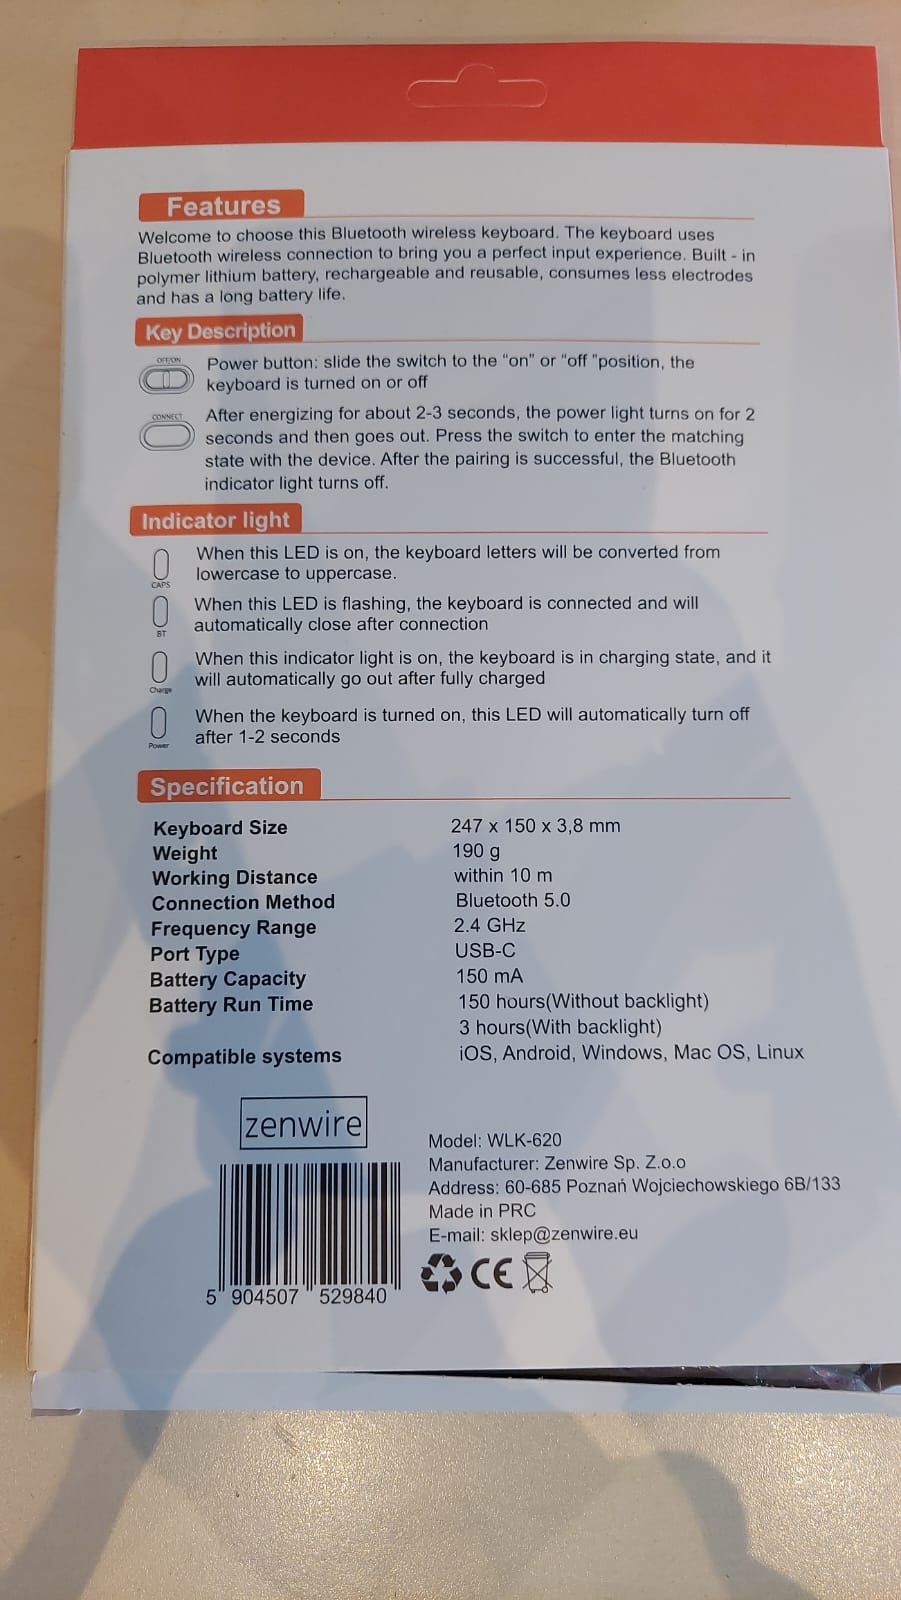 Features
Welcome to choose this Bluetooth wireless keyboard. The keyboard uses
Bluetooth wireless connection to bring you a perfect input experience. Built - in
polymer lithium battery, rechargeable and reusable, consumes less electrodes
and has a long battery life.
Key Description
OFF/ON
Power button: slide the switch to the “on” or “off ”position, the
keyboard is turned on or off
CONNECT
After energizing for about 2-3 seconds, the power light turns on for 2
seconds and then goes out. Press the switch to enter the matching
state with the device. After the pairing is successful, the Bluetooth
indicator light turns off.
Indicator light
When this LED is on, the keyboard letters will be converted from
lowercase to uppercase.
CAPS
When this LED is flashing, the keyboard is connected and will
automatically close after connection
BT
When this indicator light is on, the keyboard is in charging state, and it
will automatically go out after fully charged
Charge
When the keyboard is turned on, this LED will automatically turn off
after 1-2 seconds
Power
Specification
Keyboard Size 247 x 150 x 3,8 mm
Weight 190 g
Working Distance within 10 m
Connection Method Bluetooth 5.0
Frequency Range 2.4 GHz
Port Type USB-C
Battery Capacity 150 mA
Battery Run Time 150 hours(Without backlight)
3 hours(With backlight)
Compatible systems iOS, Android, Windows, Mac OS, Linux
zenwire
Model: WLK-620
Manufacturer: Zenwire Sp. Z.o.o
Address: 60-685 Poznań Wojciechowskiego 6B/133
Made in PRC
E-mail: sklep@zenwire.eu
CE
5 904507 529840